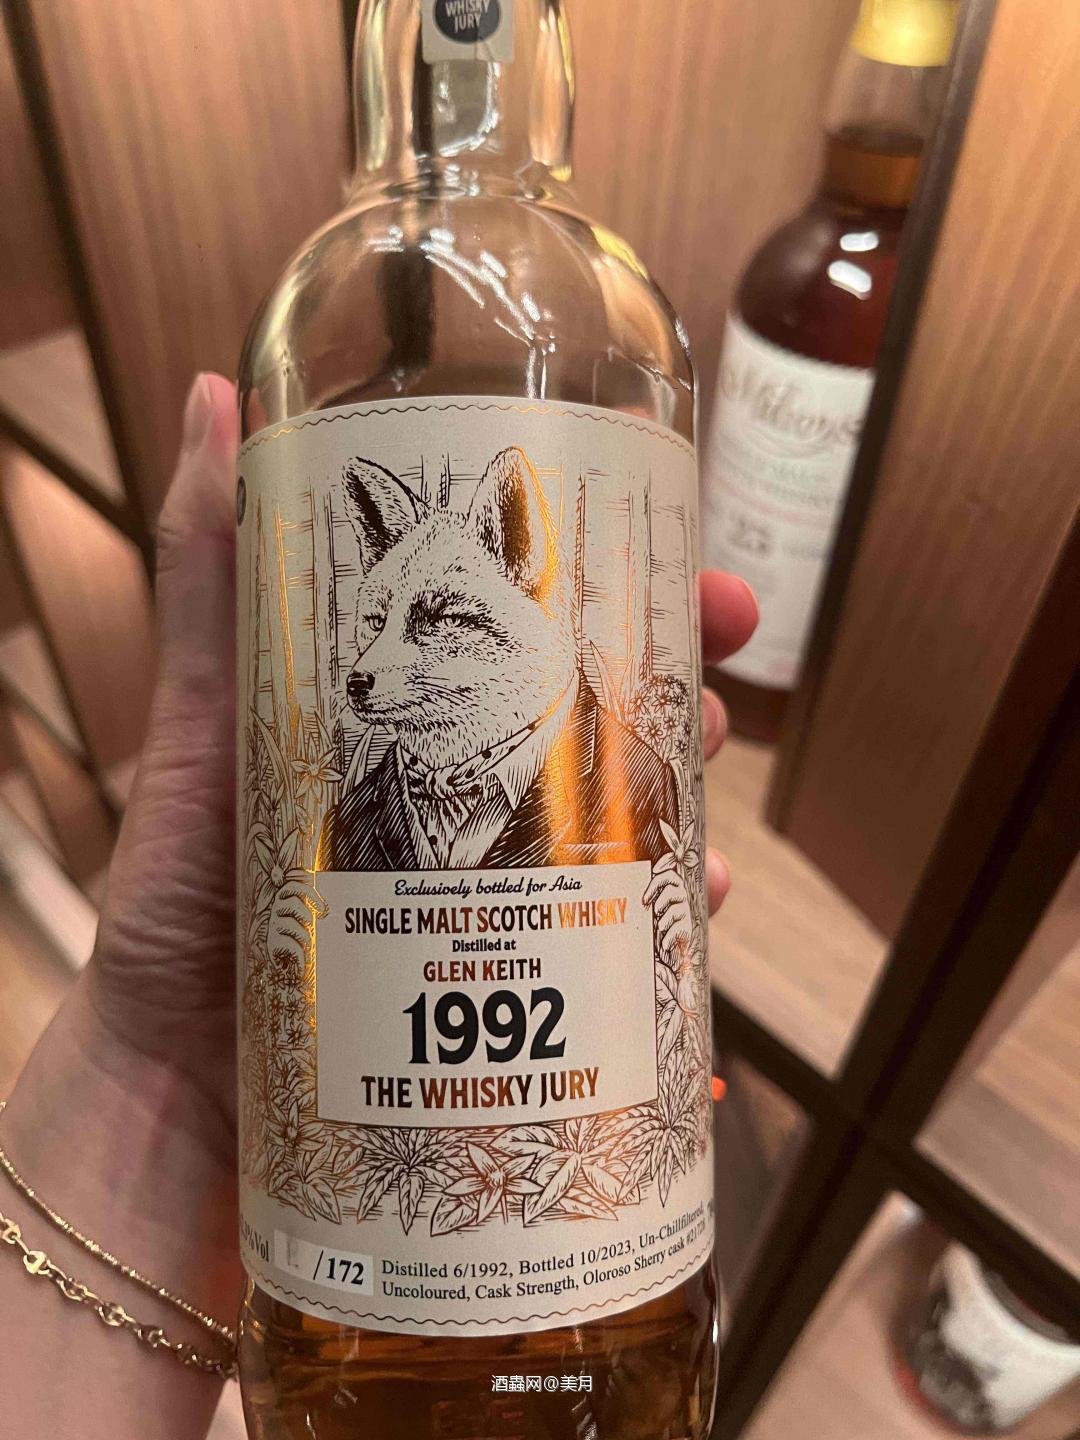 WHISKY
JURY
Exclusively bottled for Asia
SINGLE MALT SCOTCH WHISKY
Distilled at
GLEN KEITH
1992
THE WHISKY JURY
%Vol
/172
Distilled 6/1992, Bottled 10/2023, Un-Chillfiltered,
Uncoloured, Cask Strength, Oloroso Sherry cask
25
酒蟲网@美月